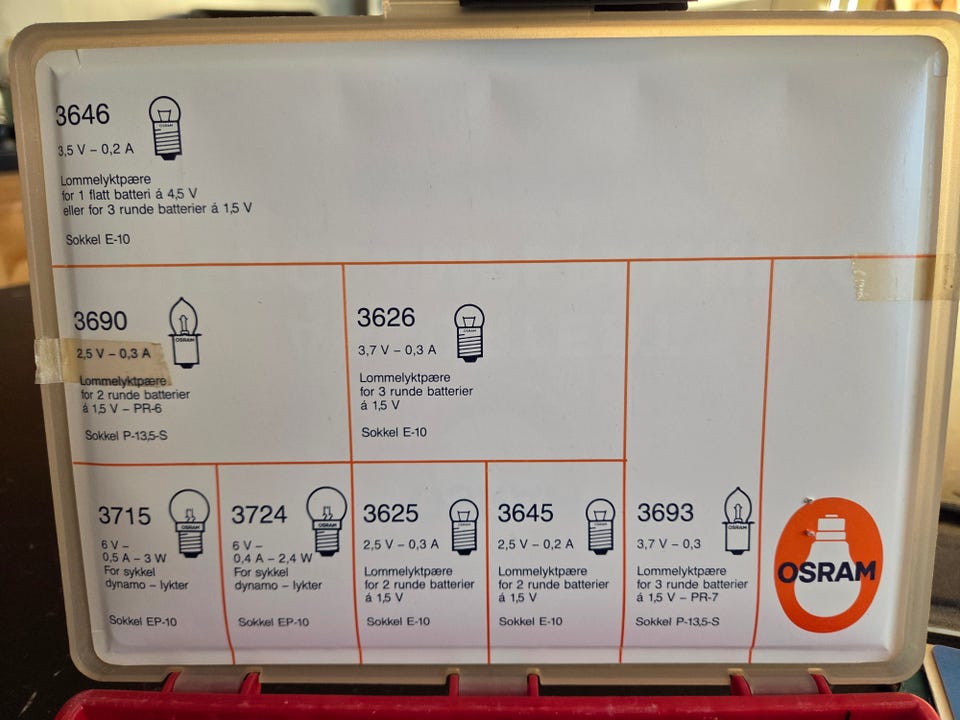 3646
3,5 V – 0,2 A
Lommelyktpære
for 1 flatt batteri á 4,5 V
eller for 3 runde batterier á 1,5 V
Sokkel E-10
3690
2,5 V – 0,3 A
Lommelyktpære
for 2 runde batterier
á 1,5 V – PR-6
Sokkel P-13,5-S
OSRAM
3626
3,7 V – 0,3 A
Lommelyktpære
for 3 runde batterier
á 1,5 V
Sokkel E-10
3715
6 V –
0,5 A – 3 W
For sykkel
dynamo – lykter
Sokkel EP-10
OSRAM
3724
6 V –
0,4 A – 2,4 W
For sykkel
dynamo – lykter
Sokkel EP-10
OSRAM
3625
2,5 V – 0,3 A
Lommelyktpære
for 2 runde batterier
á 1,5 V
Sokkel E-10
3645
2,5 V – 0,2 A
Lommelyktpære
for 2 runde batterier
á 1,5 V
Sokkel E-10
3693
3,7 V – 0,3
Lommelyktpære
for 3 runde batterier
á 1,5 V – PR-7
Sokkel P-13,5-S
OSRAM
OSRAM